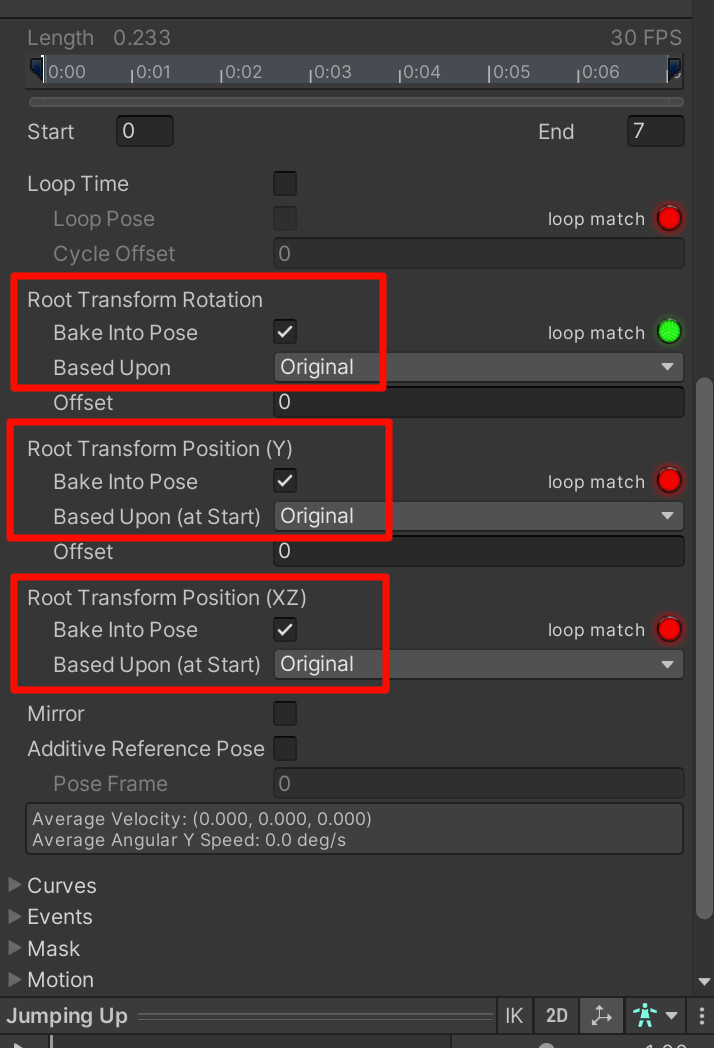 Length 0.233 30 FPS
0:00 0:01 0:02 0:03 0:04 0:05 0:06
Start 0 End 7
Loop Time
Loop Pose loop match
Cycle Offset 0
Root Transform Rotation
Bake Into Pose loop match
Based Upon Original
Offset 0
Root Transform Position (Y)
Bake Into Pose loop match
Based Upon (at Start) Original
Offset 0
Root Transform Position (XZ)
Bake Into Pose loop match
Based Upon (at Start) Original
Mirror
Additive Reference Pose
Pose Frame 0
Average Velocity: (0.000, 0.000, 0.000)
Average Angular Y Speed: 0.0 deg/s
Curves
Events
Mask
Motion
Jumping Up IK 2D